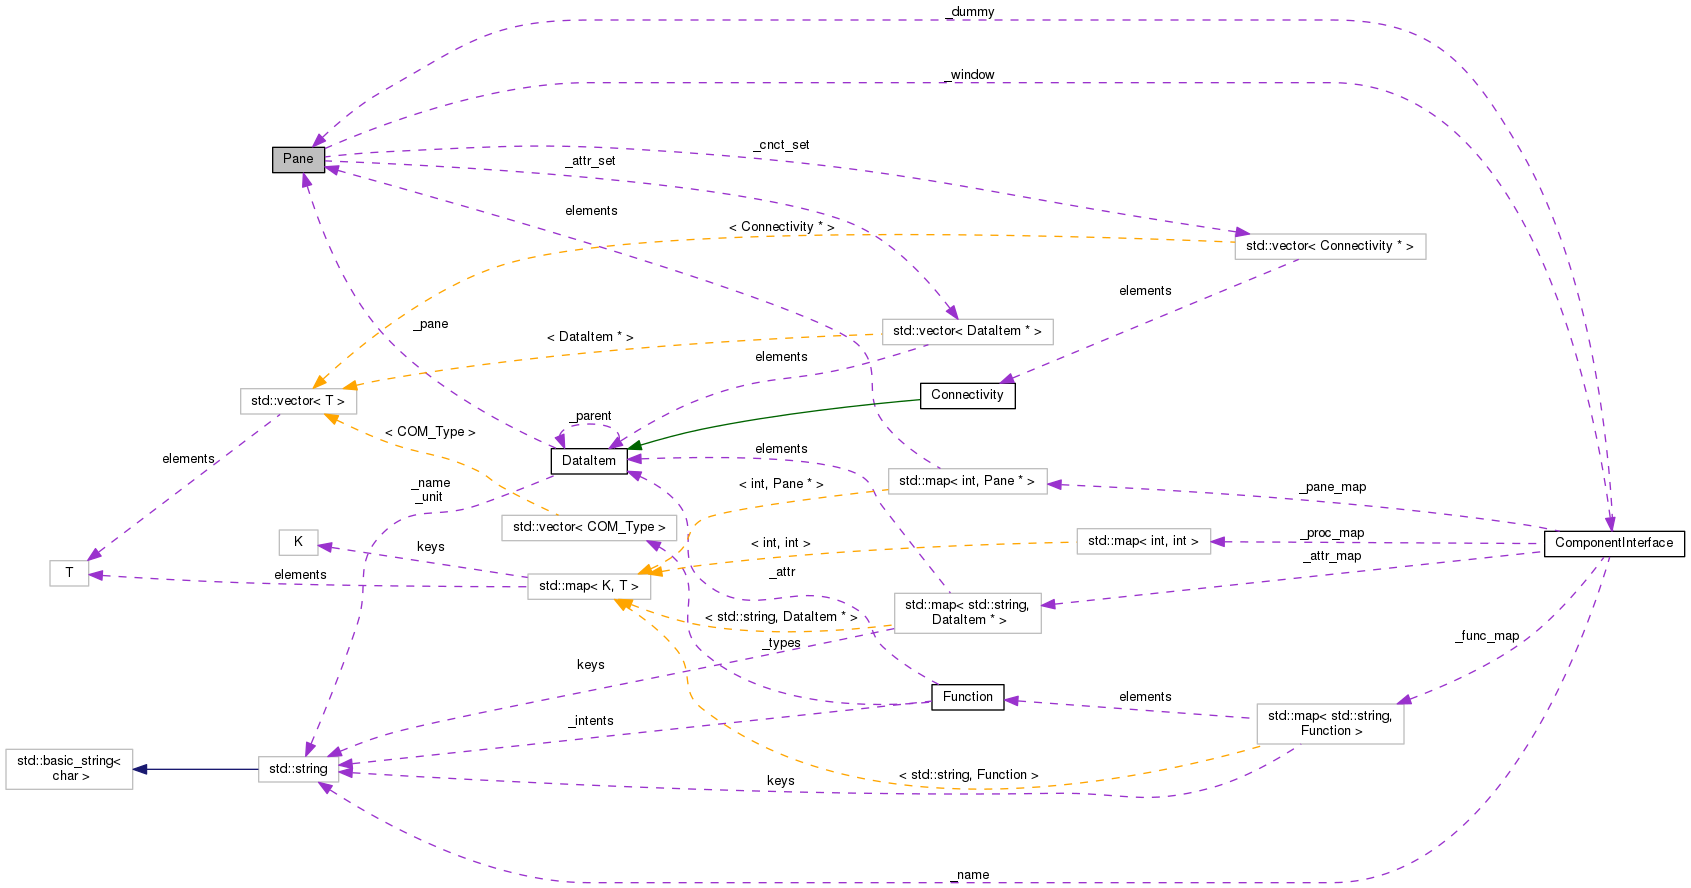 _dummy
_window
_cnct_set
Pane
_attr_set
elements
< Connectivity * >
std::vector< Connectivity * >
elements
_pane
std::vector< DataItem * >
< DataItem * >
elements
Connectivity
std::vector< T >
_parent
< COM_Type >
elements
elements
DataItem
_name
_unit
< int, Pane * >
std::map< int, Pane * >
_pane_map
std::vector< COM_Type >
K
keys
< int, int >
std::map< int, int >
_proc_map
ComponentInterface
_attr_map
T
elements
std::map< K, T >
_attr
std::map< std::string,
DataItem * >
< std::string, DataItem * >
_types
_func_map
keys
Function
elements
_intents
std::map< std::string,
Function >
std::basic_string<
char >
std::string
keys
< std::string, Function >
_name